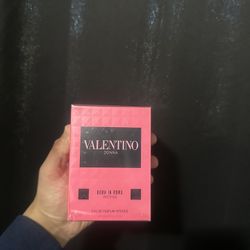 VALENTINO
DONNA
BORN IN ROMA
INTENSE
EAU DE PARFUM INTENSE